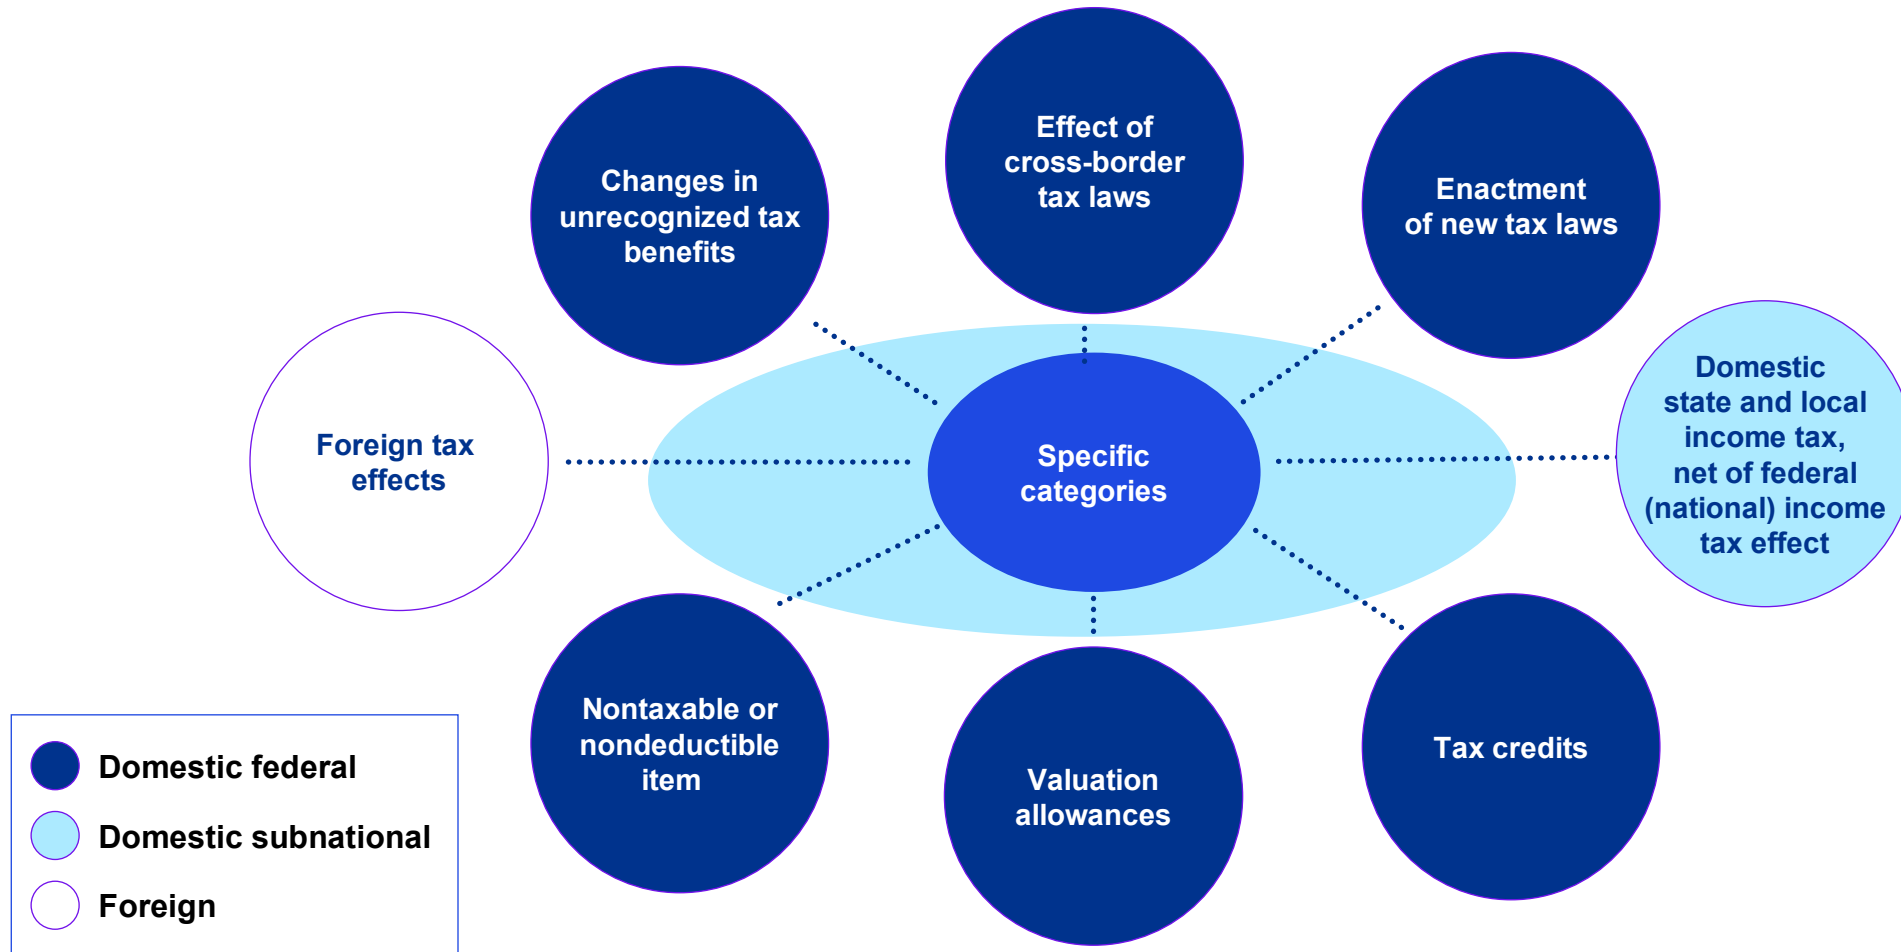 Effect of
cross-border
tax laws
Changes in
unrecognized tax
benefits
Enactment
of new tax laws
Foreign tax
effects
Specific
categories
Domestic
state and local
income tax,
net of federal
(national) income
tax effect
Nontaxable or
nondeductible
item
Valuation
allowances
Tax credits
Domestic federal
Domestic subnational
Foreign